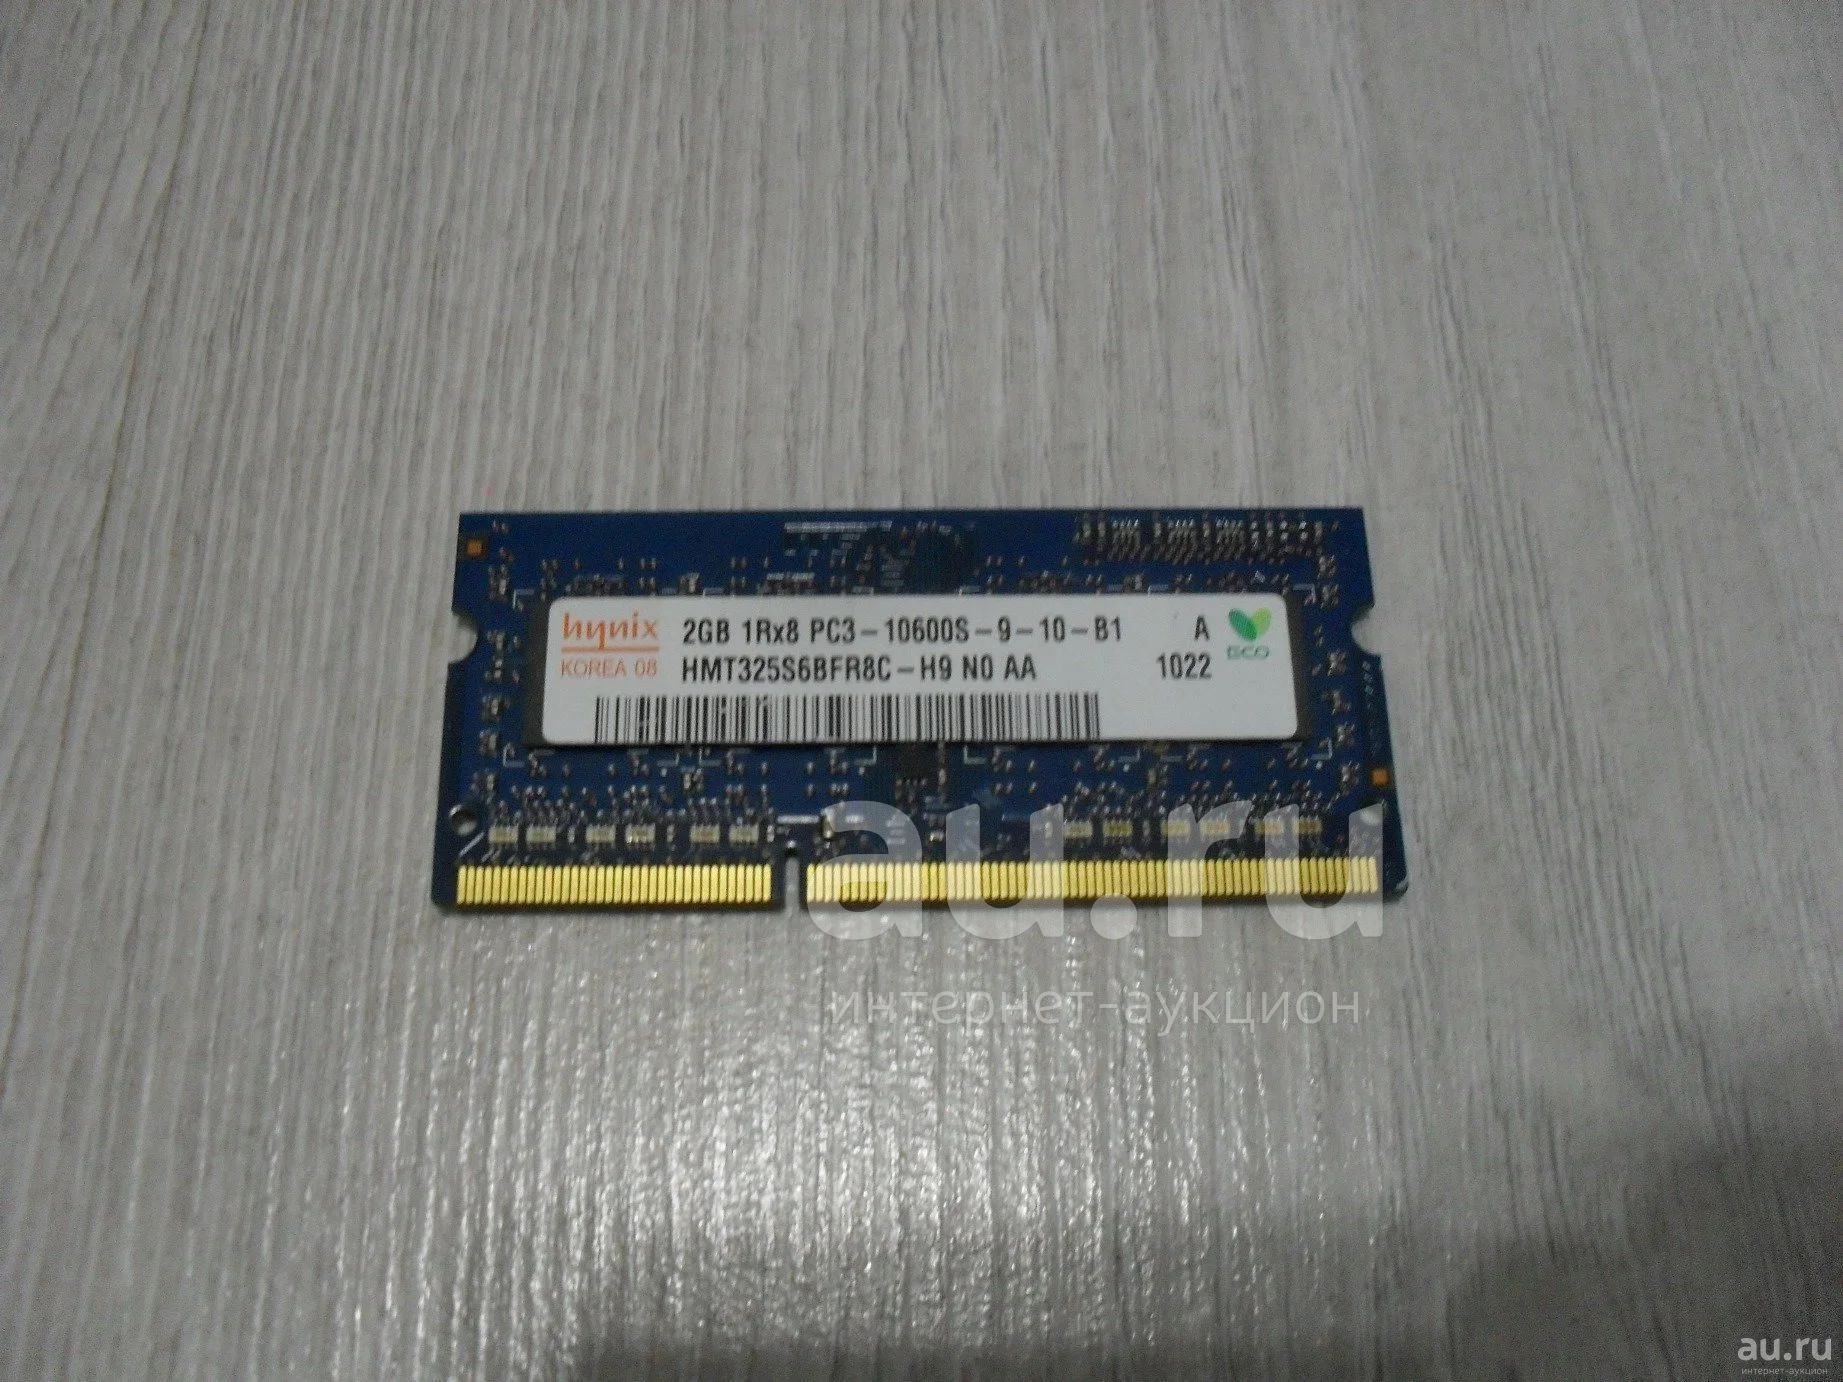 hynix 2GB 1Rx8 PC3-10600S-9-10-B1 A
KOREA 08 HMT325S6BFR8C-H9 N0 AA 1022
ECO
au.ru
интернет-аукцион
au.ru
интернет-аукцион